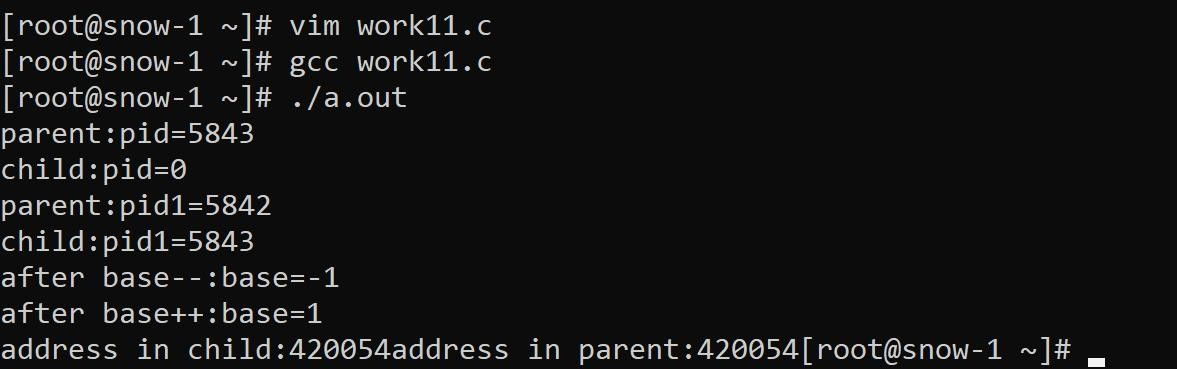 [root@snow-1 ~]# vim work11.c
[root@snow-1 ~]# gcc work11.c
[root@snow-1 ~]# ./a.out
parent:pid=5843
child:pid=0
parent:pid1=5842
child:pid1=5843
after base--:base=-1
after base++:base=1
address in child:420054address in parent:420054[root@snow-1 ~]#